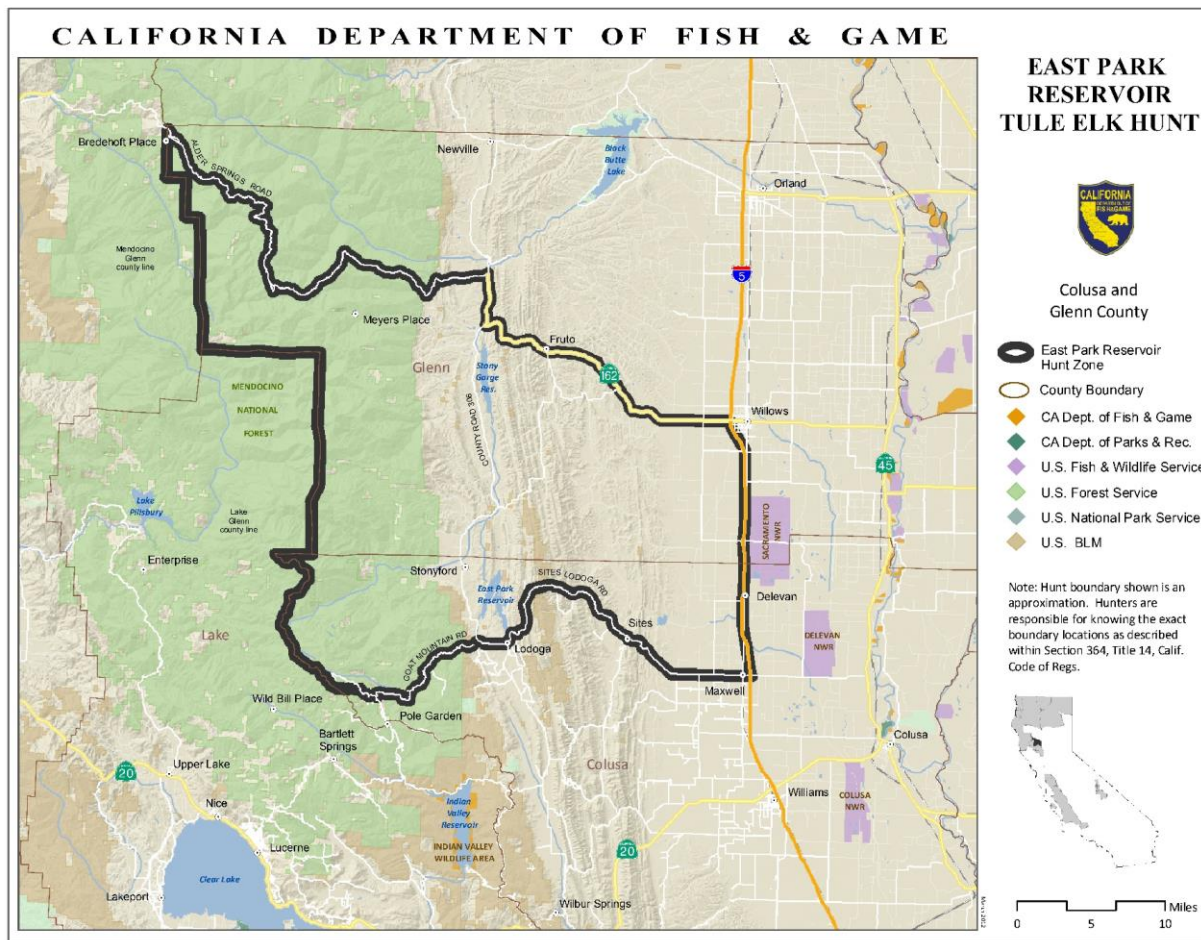 CALIFORNIA DEPARTMENT OF FISH & GAME
EAST PARK
RESERVOIR
TULE ELK HUNT
CALIFORNIA
DEPARTMENT OF
FISH & GAME
Colusa and
Glenn County
East Park Reservoir
Hunt Zone
County Boundary
CA Dept. of Fish & Game
CA Dept. of Parks & Rec.
U.S. Fish & Wildlife Service
U.S. Forest Service
U.S. National Park Service
U.S. BLM
Note: Hunt boundary shown is an
approximation. Hunters are
responsible for knowing the exact
boundary locations as described
within Section 364, Title 14, Calif.
Code of Regs.
Miles
0 5 10
March 2012
Bredehoft Place
ALDER SPRINGS ROAD
Newville
Black
Butte
Lake
Orland
Mendocino
Glenn
county line
5
Meyers Place
Glenn
Fruto
Stony
Gorge
Res.
162
COUNTY ROAD 306
MENDOCINO
NATIONAL
FOREST
Willows
45
Lake
Pillsbury
Lake
Glenn
county line
SACRAMENTO
NWR
Enterprise
Stonyford
East Park
Reservoir
SITES LODOGA RD
Delevan
Lake
Sites
DELEVAN
NWR
GOAT MOUNTAIN RD
Lodoga
Maxwell
Wild Bill Place
Pole Garden
Bartlett
Springs
Colusa
Colusa
20
Upper Lake
Nice
Indian
Valley
Reservoir
Williams
COLUSA
NWR
INDIAN VALLEY
WILDLIFE AREA
20
Lucerne
Clear Lake
Lakeport
Wilbur Springs